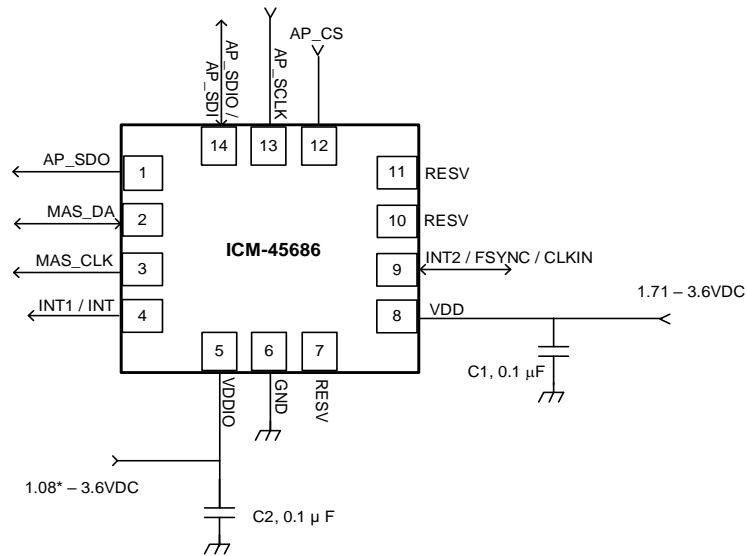 AP_CS
AP_SDIO /
AP_SDI
AP_SCLK
14
13
12
AP_SDO
1
11
RESV
MAS_DA
2
10
RESV
ICM-45686
MAS_CLK
3
9
INT2 / FSYNC / CLKIN
INT1 / INT
4
8
VDD
1.71 – 3.6VDC
5
6
7
C1, 0.1 μF
VDDIO
GND
RESV
1.08* – 3.6VDC
C2, 0.1 μ F